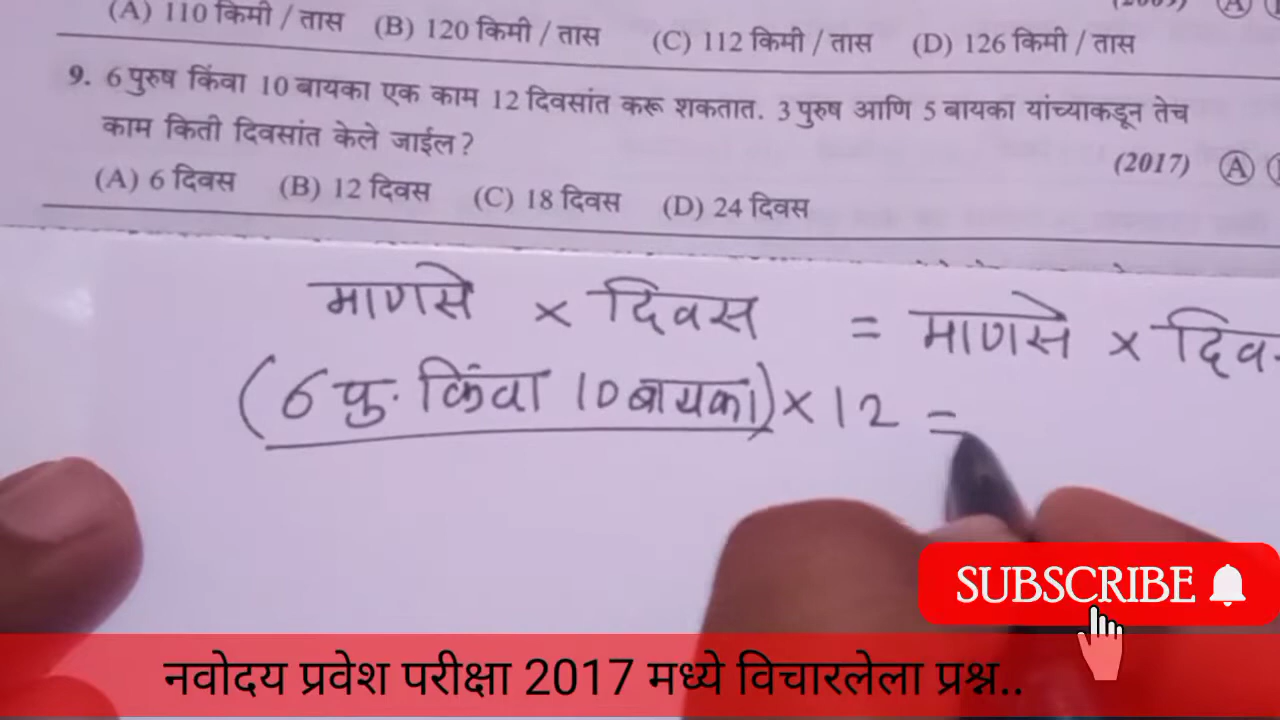 (A) 110 किमी / तास (B) 120 किमी / तास (C) 112 किमी / तास (D) 126 किमी / तास
9. 6 पुरुष किंवा 10 बायका एक काम 12 दिवसांत करू शकतात. 3 पुरुष आणि 5 बायका यांच्याकडून तेच
काम किती दिवसांत केले जाईल?
(2017) Ⓐ
(A) 6 दिवस (B) 12 दिवस (C) 18 दिवस (D) 24 दिवस
माणसे × दिवस = माणसे ×
(6 पु. किंवा 10 बायका) × 12 =
SUBSCRIBE
नवोदय प्रवेश परीक्षा 2017 मध्ये विचारलेला प्रश्न..